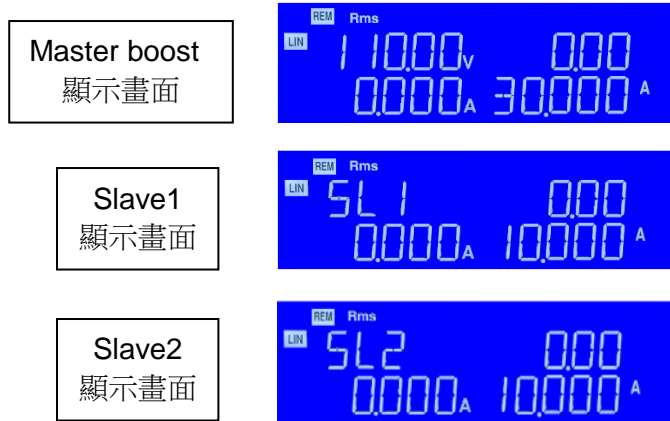 Master boost
顯示畫面
REM Rms
LIN 110.00V 0.00
0.000A 30.000 A
Slave1
顯示畫面
REM Rms
LIN SL1 0.00
0.000A 10.000 A
Slave2
顯示畫面
REM Rms
LIN SL2 0.00
0.000A 10.000 A